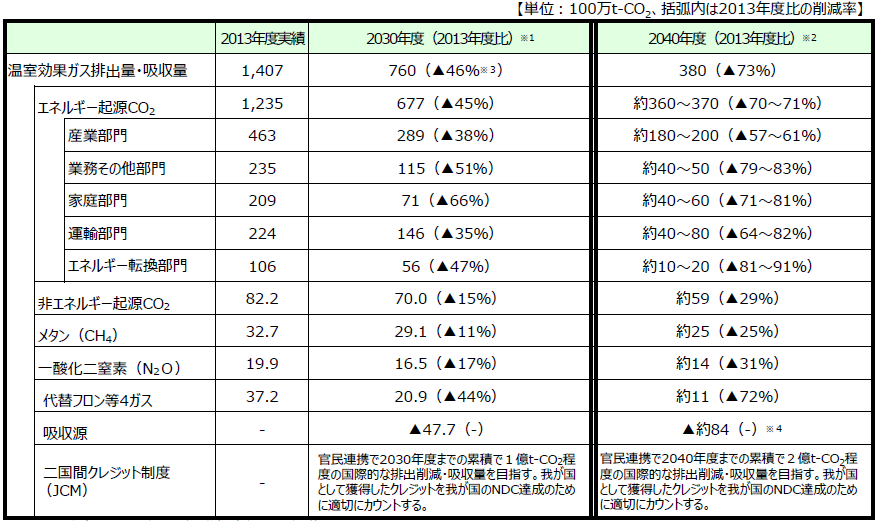 【単位：100万t-CO2、括弧内は2013年度比の削減率】
2013年度実績 2030年度（2013年度比）※1 2040年度（2013年度比）※2
温室効果ガス排出量・吸収量 1,407 760（▲46%※3） 380（▲73%）
エネルギー起源CO2 1,235 677（▲45%） 約360～370（▲70～71%）
産業部門 463 289（▲38%） 約180～200（▲57～61%）
業務その他部門 235 115（▲51%） 約40～50（▲79～83%）
家庭部門 209 71（▲66%） 約40～60（▲71～81%）
運輸部門 224 146（▲35%） 約40～80（▲64～82%）
エネルギー転換部門 106 56（▲47%） 約10～20（▲81～91%）
非エネルギー起源CO2 82.2 70.0（▲15%） 約59（▲29%）
メタン（CH4） 32.7 29.1（▲11%） 約25（▲25%）
一酸化二窒素（N2O） 19.9 16.5（▲17%） 約14（▲31%）
代替フロン等4ガス 37.2 20.9（▲44%） 約11（▲72%）
吸収源 - ▲47.7（-） ▲約84（-）※4
二国間クレジット制度
（JCM）
-
官民連携で2030年度までの累積で１億t-CO2程
度の国際的な排出削減・吸収量を目指す。我が国
として獲得したクレジットを我が国のNDC達成のため
に適切にカウントする。
官民連携で2040年度までの累積で２億t-CO2程
度の国際的な排出削減・吸収量を目指す。我が国
として獲得したクレジットを我が国のNDC達成のため
に適切にカウントする。